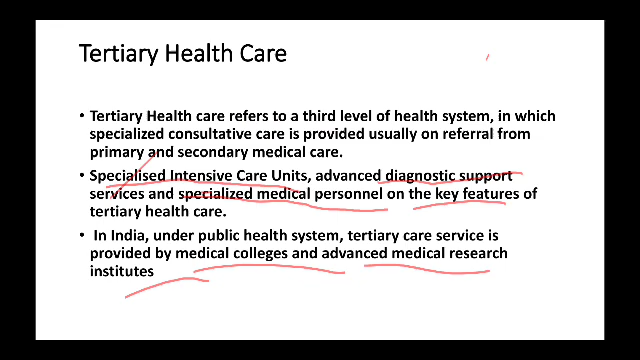 Tertiary Health Care
• Tertiary Health care refers to a third level of health system, in which
specialized consultative care is provided usually on referral from
primary and secondary medical care.
• Specialised Intensive Care Units, advanced diagnostic support
services and specialized medical personnel on the key features of
tertiary health care.
• In India, under public health system, tertiary care service is
provided by medical colleges and advanced medical research
institutes